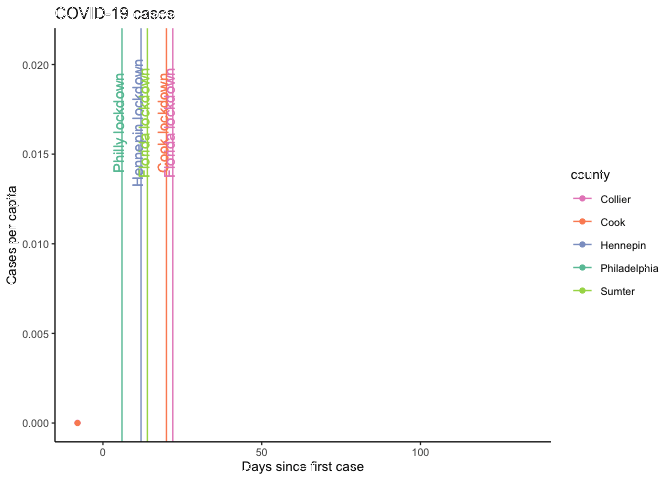 COVID-19 cases
0.020
0.015
0.010
0.005
0.000
Cases per capita
Philly lockdown
Hennepin lockdown
Florida lockdown
Cook lockdown
Florida lockdown
0
50
100
Days since first case
county
Collier
Cook
Hennepin
Philadelphia
Sumter